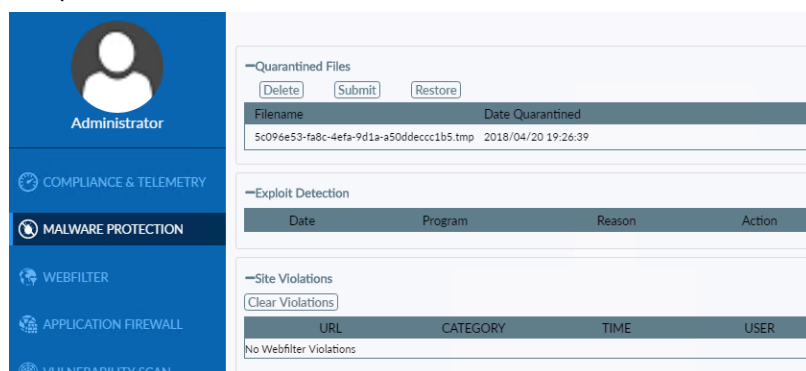 Administrator
COMPLIANCE & TELEMETRY
MALWARE PROTECTION
WEBFILTER
APPLICATION FIREWALL
VULNERABILITY SCAN
Quarantined Files
Delete Submit Restore
Filename Date Quarantined
5c096e53-fa8c-4efa-9d1a-a50ddeccc1b5.tmp 2018/04/20 19:26:39
Exploit Detection
Date Program Reason Action
Site Violations
Clear Violations
URL CATEGORY TIME USER
No Webfilter Violations